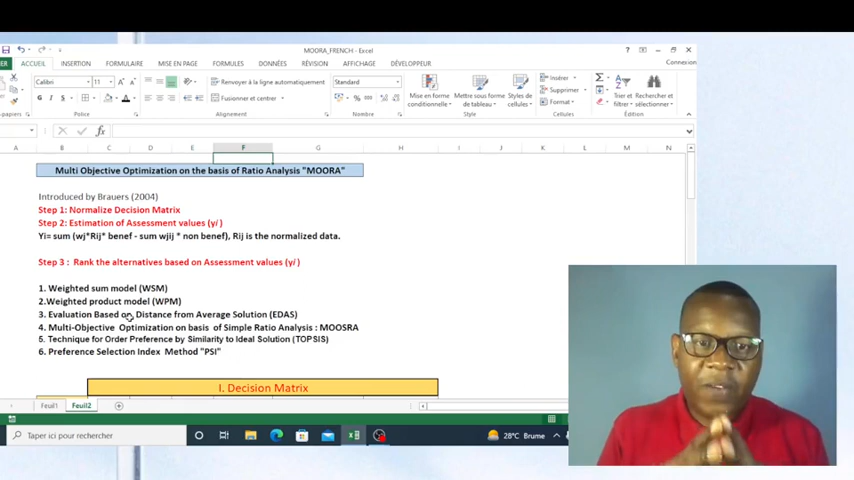 MOORA_FRENCH - Excel
ACCUEIL INSERTION FORMULAIRE MISE EN PAGE FORMULES DONNÉES RÉVISION AFFICHAGE DÉVELOPPEUR
Connexion
Calibri 11
Renvoyer à la ligne automatiquement
Standard
G
Fusionner et centrer
Mise en forme conditionnelle
Mettre sous forme de tableau
Styles de cellules
Insérer
Supprimer
Format
Trier et filtrer
Rechercher et sélectionner
Police
Alignement
Nombre
Style
Cellules
Édition
fx
A B C D E F G H I J K L M N
Multi Objective Optimization on the basis of Ratio Analysis "MOORA"
Introduced by Brauers (2004)
Step 1: Normalize Decision Matrix
Step 2: Estimation of Assessment values (yi )
Yi= sum (wj*Rij* benef - sum wjij * non benef), Rij is the normalized data.
Step 3 : Rank the alternatives based on Assessment values (yi )
1. Weighted sum model (WSM)
2.Weighted product model (WPM)
3. Evaluation Based on Distance from Average Solution (EDAS)
4. Multi-Objective Optimization on basis of Simple Ratio Analysis : MOOSRA
5. Technique for Order Preference by Similarity to Ideal Solution (TOPSIS)
6. Preference Selection Index Method "PSI"
I. Decision Matrix
Feuil1 Feuil2
Taper ici pour rechercher
28°C Brume